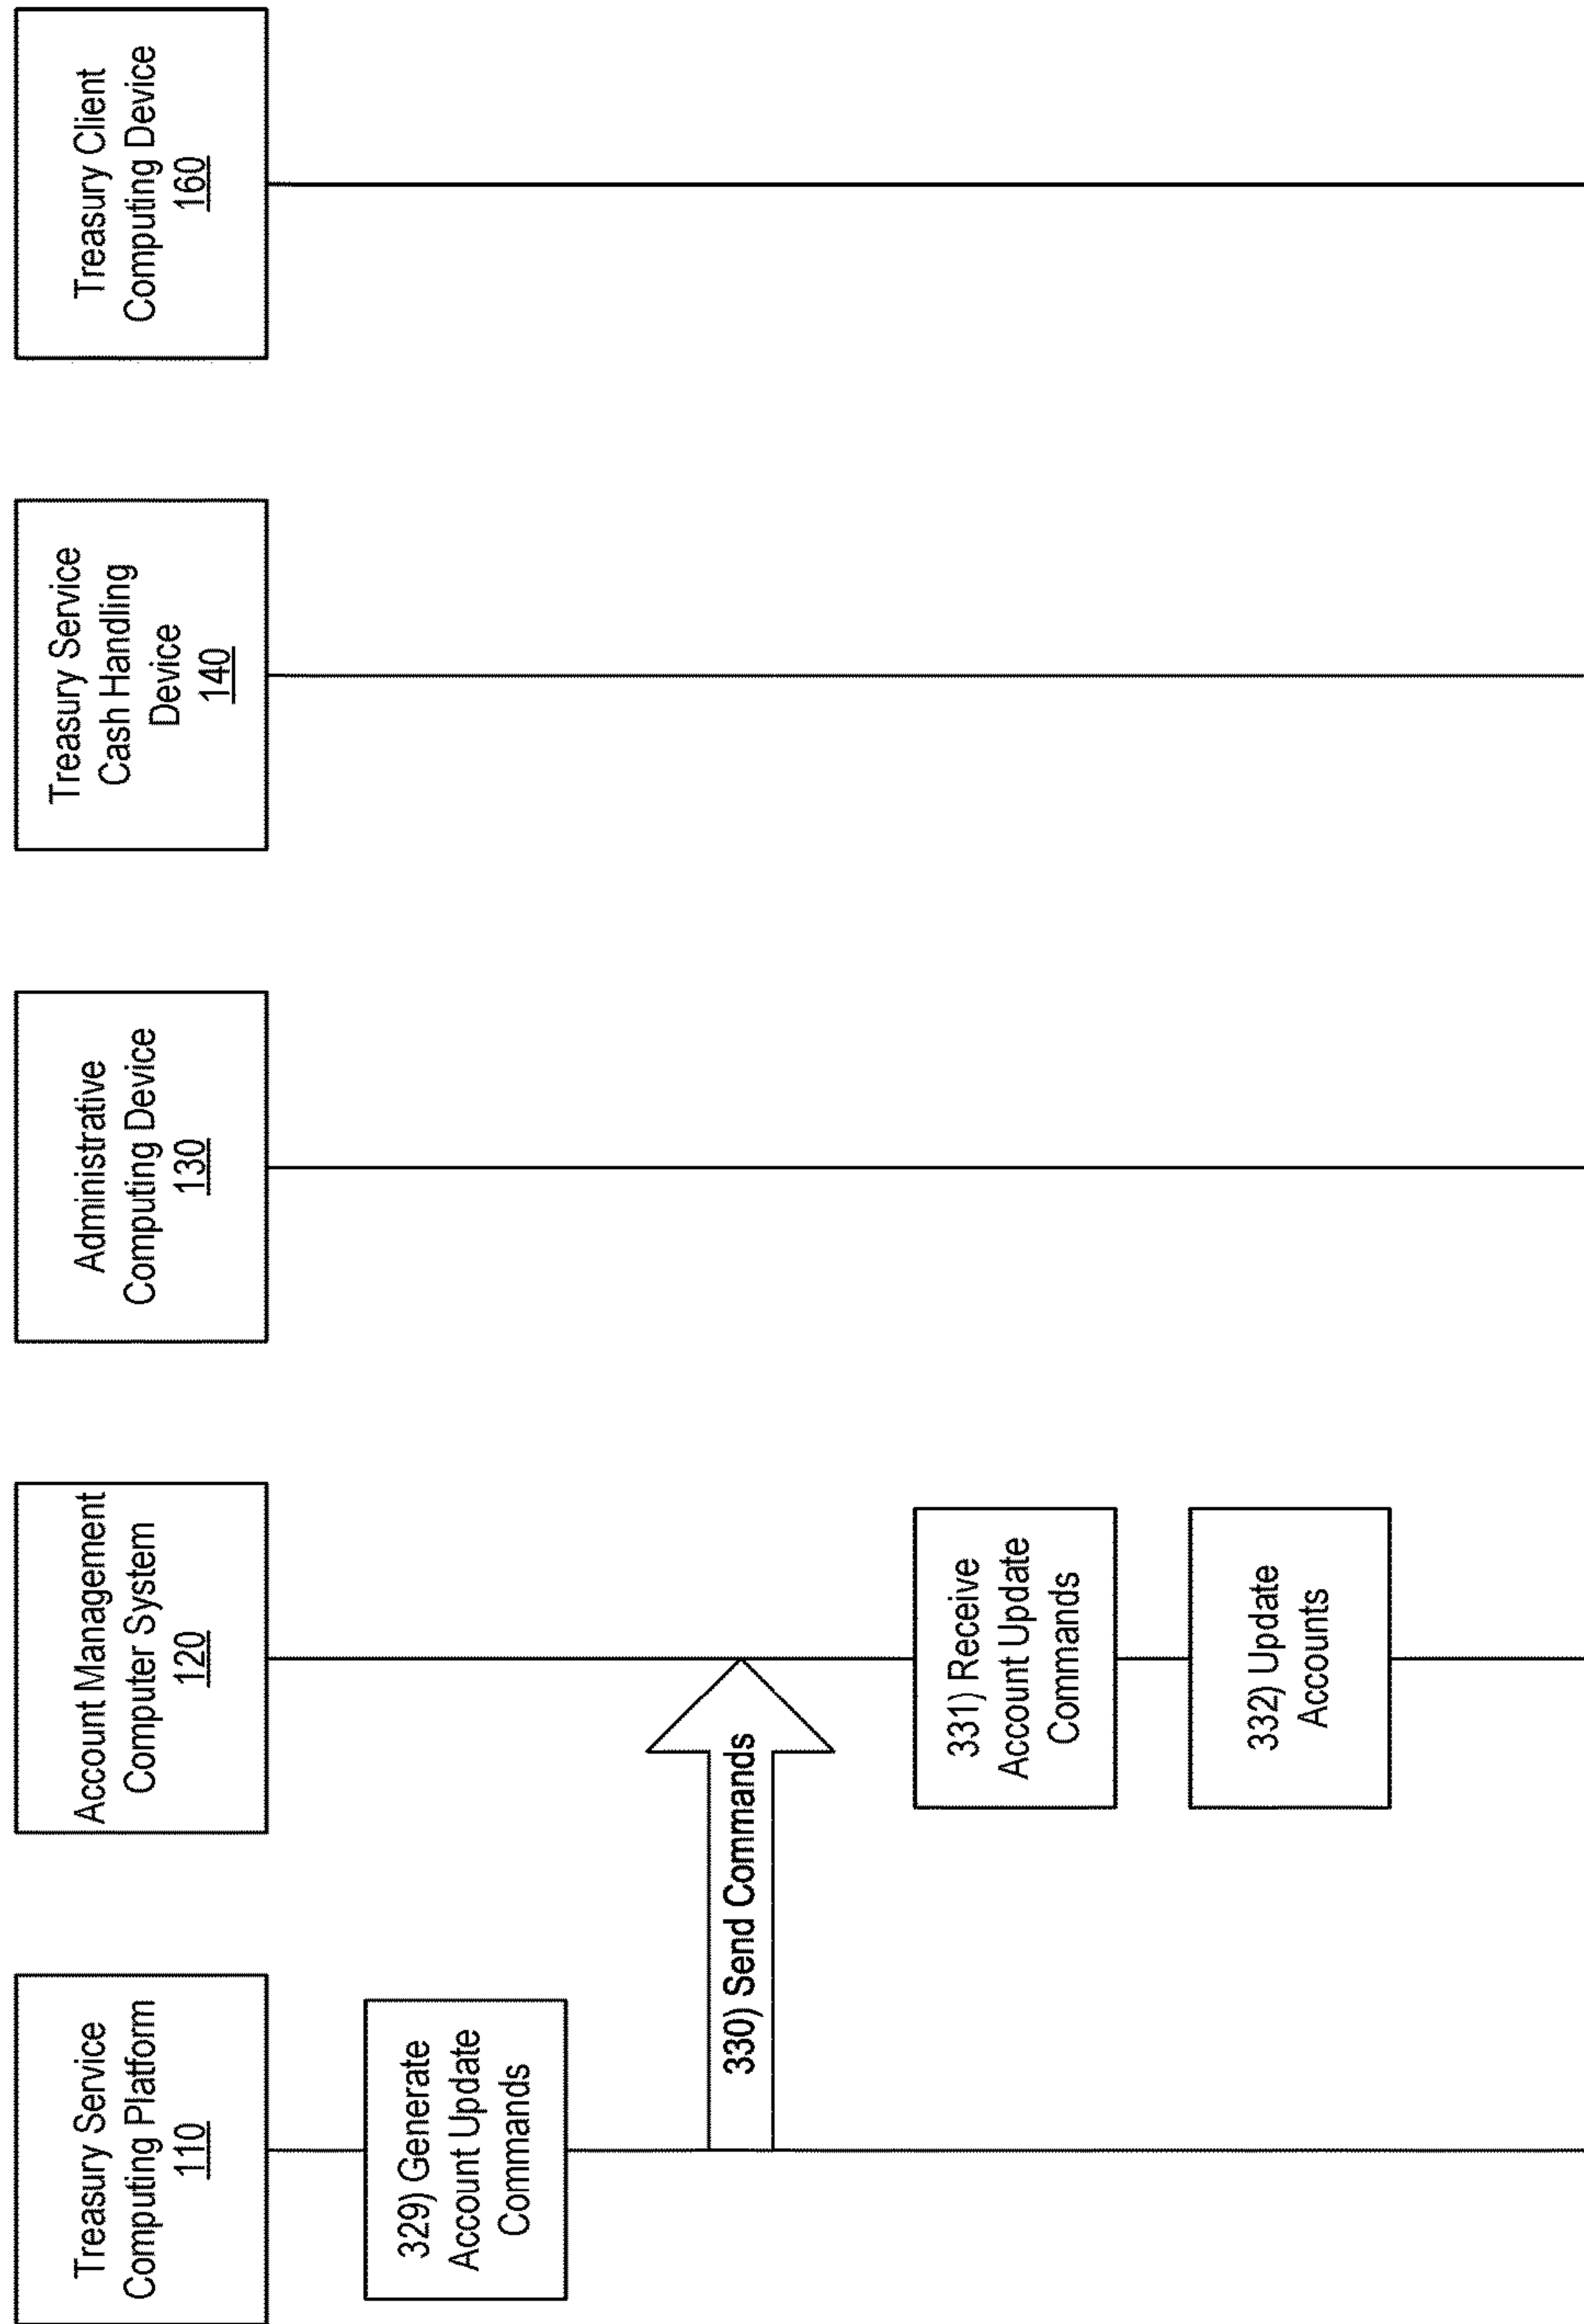 Treasury Service
Computing Platform
110
Account Management
Computer System
120
Administrative
Computing Device
130
Treasury Service
Cash Handling
Device
140
Treasury Client
Computing Device
160
329) Generate
Account Update
Commands
330) Send Commands
331) Receive
Account Update
Commands
332) Update
Accounts